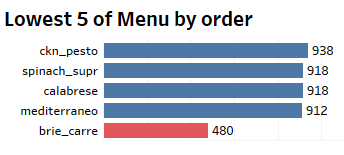 Lowest 5 of Menu by order
ckn_pesto 938
spinach_supr 918
calabrese 918
mediterraneo 912
brie_carre 480